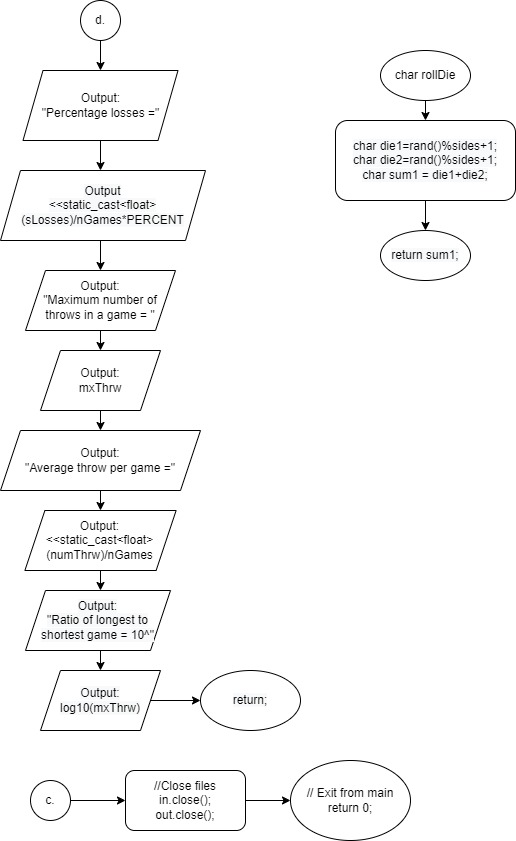 d.
Output:
"Percentage losses ="
Output
<<static_cast<float>
(sLosses)/nGames*PERCENT
Output:
"Maximum number of
throws in a game = "
Output:
mxThrw
Output:
"Average throw per game ="
Output:
<<static_cast<float>
(numThrw)/nGames
Output:
"Ratio of longest to
shortest game = 10^"
Output:
log10(mxThrw)
return;
char rollDie
char die1=rand()%sides+1;
char die2=rand()%sides+1;
char sum1 = die1+die2;
return sum1;
c.
//Close files
in.close();
out.close();
// Exit from main
return 0;